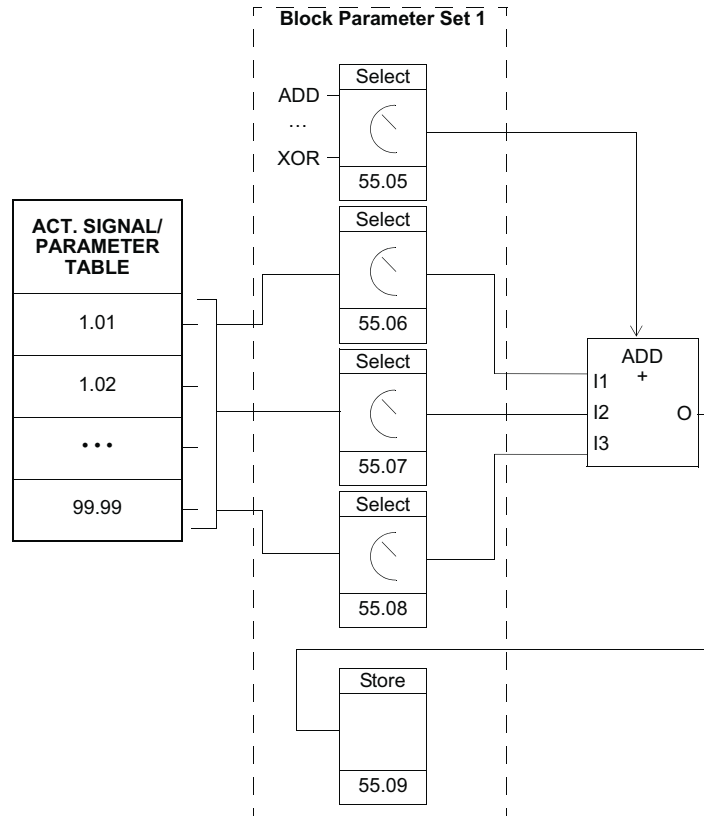 Block Parameter Set 1
Select
ADD
...
XOR
55.05
ACT. SIGNAL/
PARAMETER
TABLE
1.01
1.02
...
99.99
Select
55.06
Select
55.07
Select
55.08
ADD
+
I1
I2
I3
O
Store
55.09